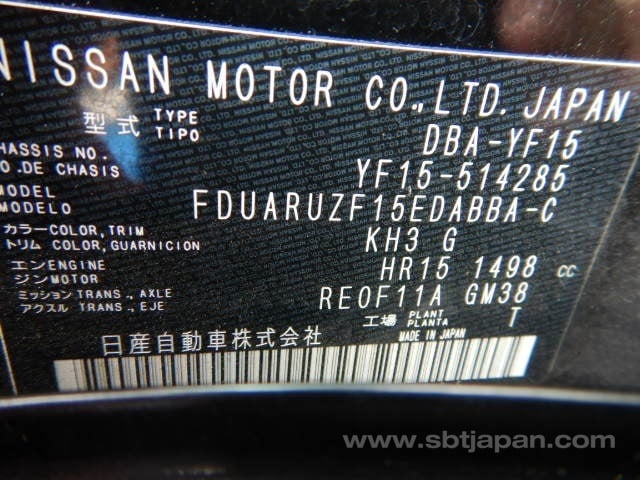 NISSAN MOTOR CO.,LTD. JAPAN
型式 TYPE TIPO DBA-YF15
CHASSIS NO.
O.DE CHASIS YF15-514285
MODEL
MODELO FDUARUZF15EDABBA-C
カラー COLOR, TRIM
トリム COLOR, GUARNICION KH3 G
エンENGINE
ジンMOTOR HR15 1498 cc
ミッション TRANS., AXLE
アクスル TRANS., EJE RE0F11A GM38
工場 PLANT PLANTA T
日産自動車株式会社 MADE IN JAPAN
www.sbtjapan.com